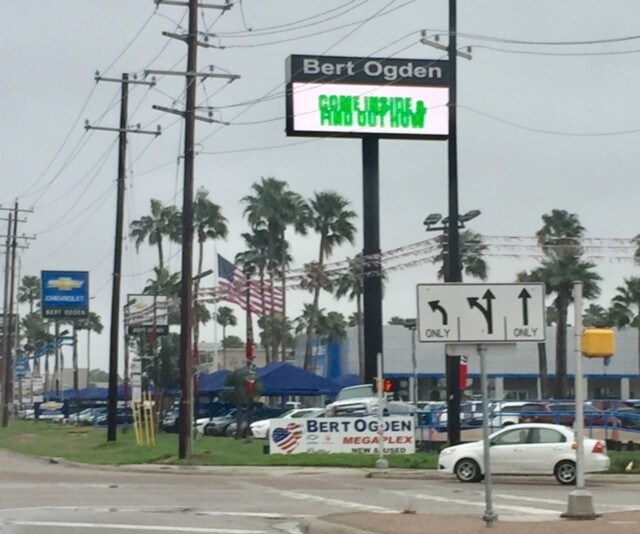 Bert Ogden
COME INSIDE &
FIND OUT HOW
CHEVROLET
BERT OGDEN
ONLY
ONLY
BERT OGDEN
MEGAPLEX
NEW & USED